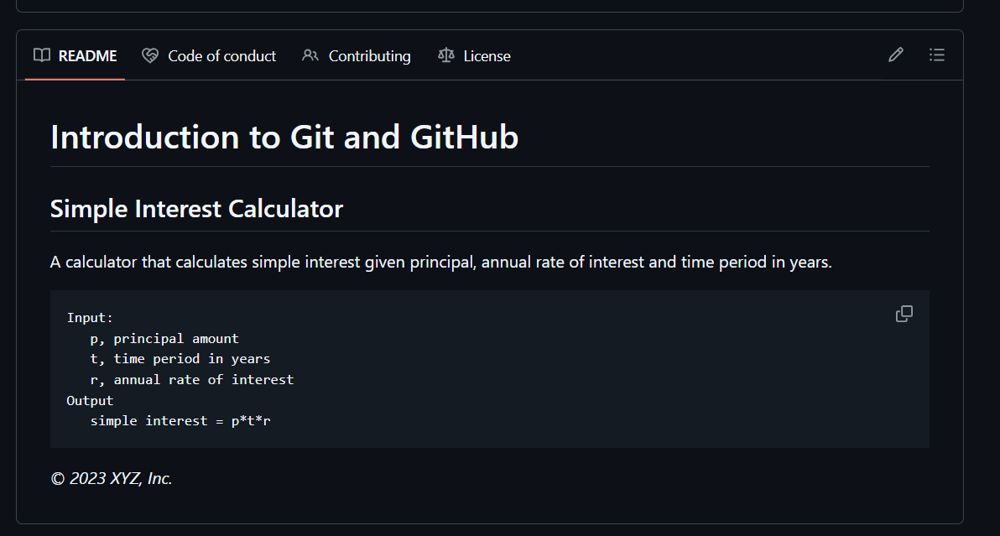 README
Code of conduct
Contributing
License
Introduction to Git and GitHub
Simple Interest Calculator
A calculator that calculates simple interest given principal, annual rate of interest and time period in years.
Input:
   p, principal amount
   t, time period in years
   r, annual rate of interest
Output
   simple interest = p*t*r
© 2023 XYZ, Inc.